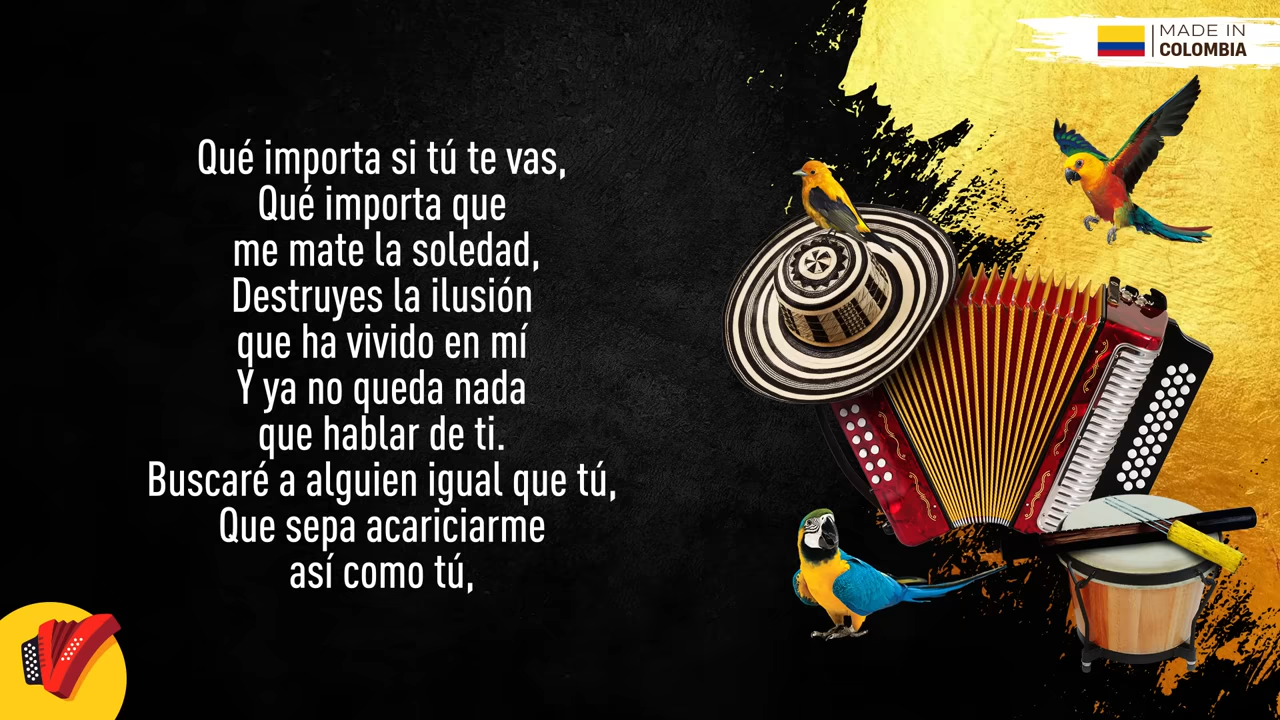 MADE IN
COLOMBIA
Qué importa si tú te vas,
Qué importa que
me mate la soledad,
Destruyes la ilusión
que ha vivido en mí
Y ya no queda nada
que hablar de ti.
Buscaré a alguien igual que tú,
Que sepa acariciarme
así como tú,